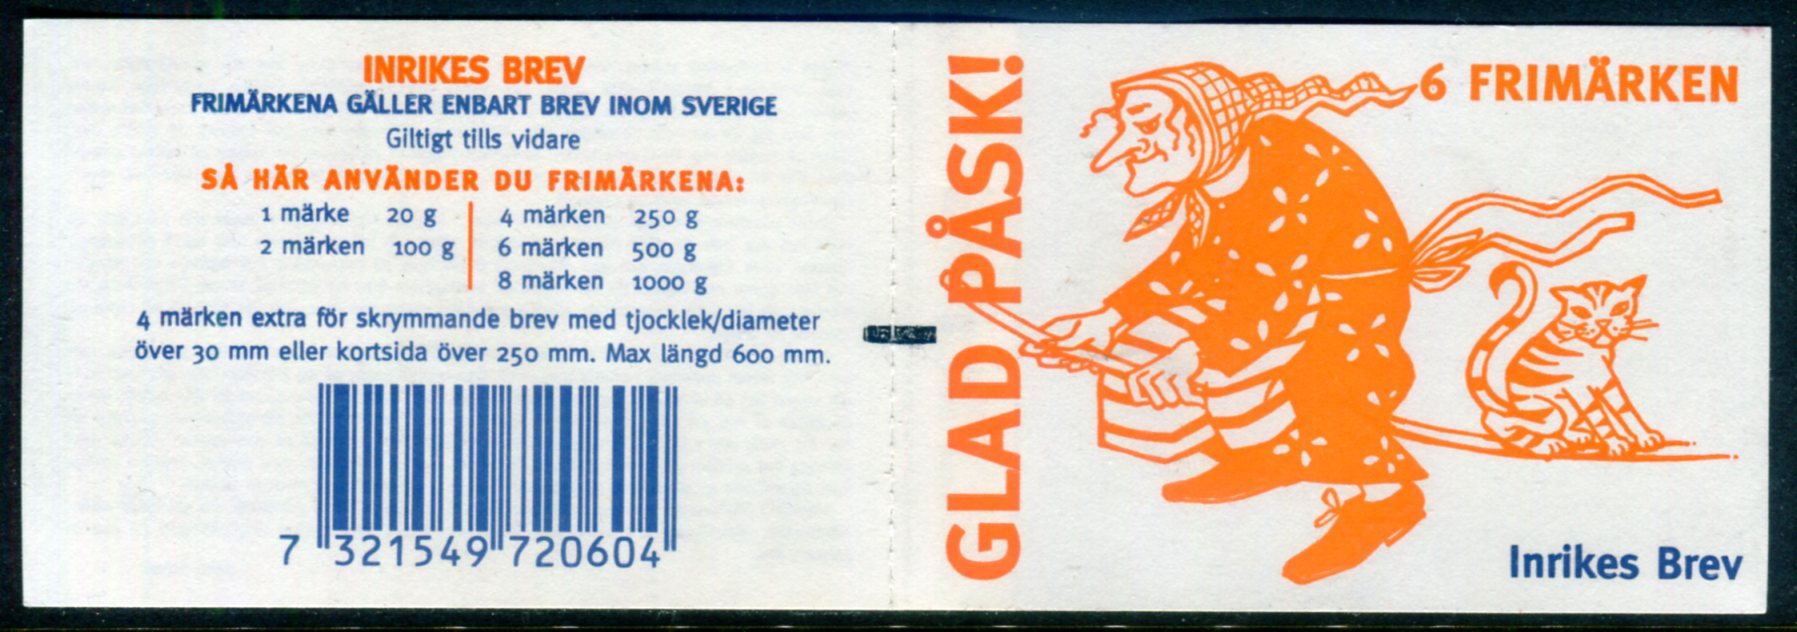 INRIKES BREV
FRIMÄRKENA GÄLLER ENBART BREV INOM SVERIGE
Giltigt tills vidare
SÅ HÄR ANVÄNDER DU FRIMÄRKENA:
1 märke 20 g 4 märken 250 g
2 märken 100 g 6 märken 500 g
8 märken 1000 g
4 märken extra för skrymmande brev med tjocklek/diameter
över 30 mm eller kortsida över 250 mm. Max längd 600 mm.
7 321549 720604
GLAD PÅSK!
6 FRIMÄRKEN
Inrikes Brev